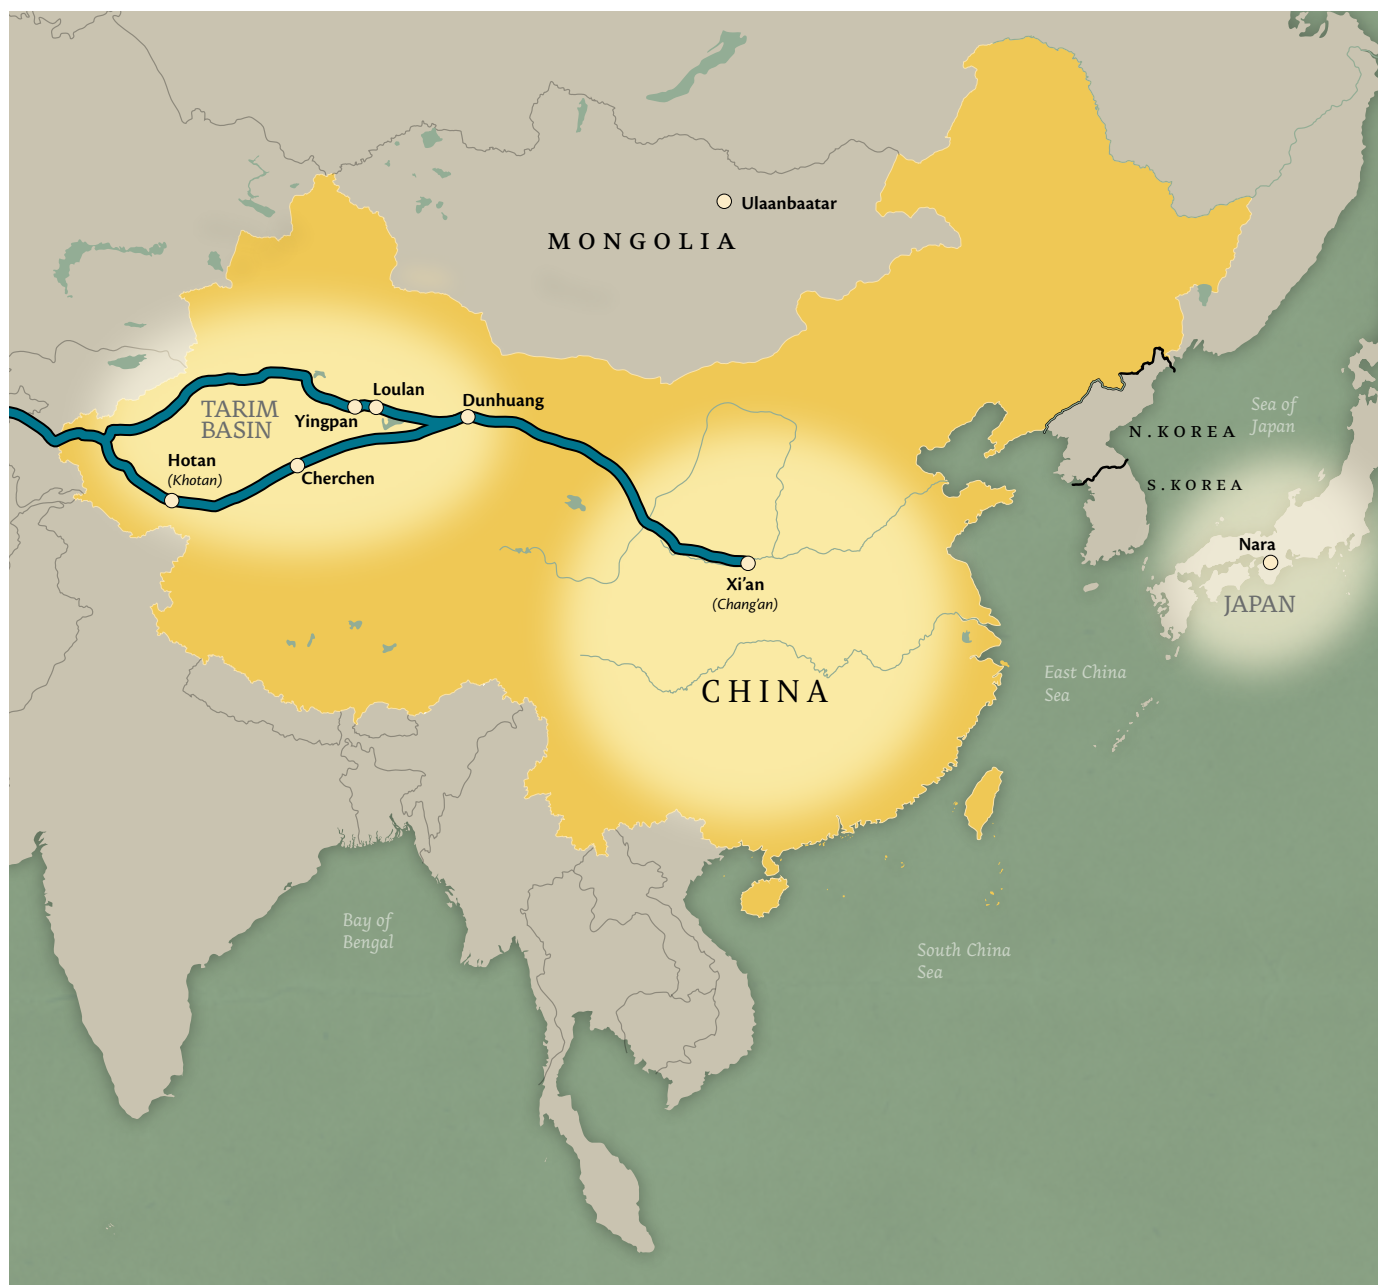 Ulaanbaatar
MONGOLIA
Loulan
Dunhuang
TARIM
BASIN
Yingpan
Sea of
Japan
N. KOREA
Hotan
(Khotan)
Cherchen
S. KOREA
Nara
Xi’an
(Chang’an)
JAPAN
East China
Sea
CHINA
Bay of
Bengal
South China
Sea